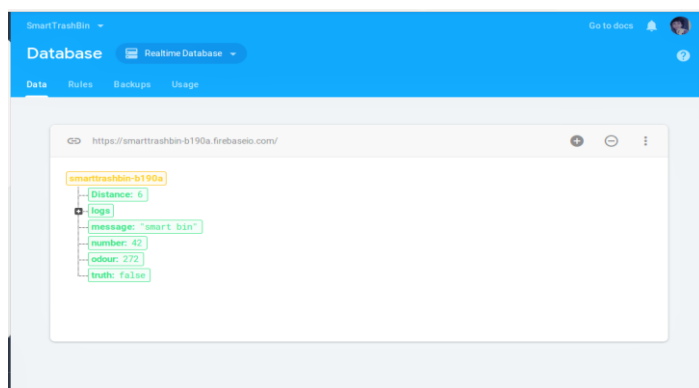 SmartTrashBin
Go to docs
Database
Realtime Database
Data Rules Backups Usage
https://smarttrashbin-b190a.firebaseio.com/
smarttrashbin-b190a
Distance: 6
logs
message: "smart bin"
number: 42
odour: 272
truth: false